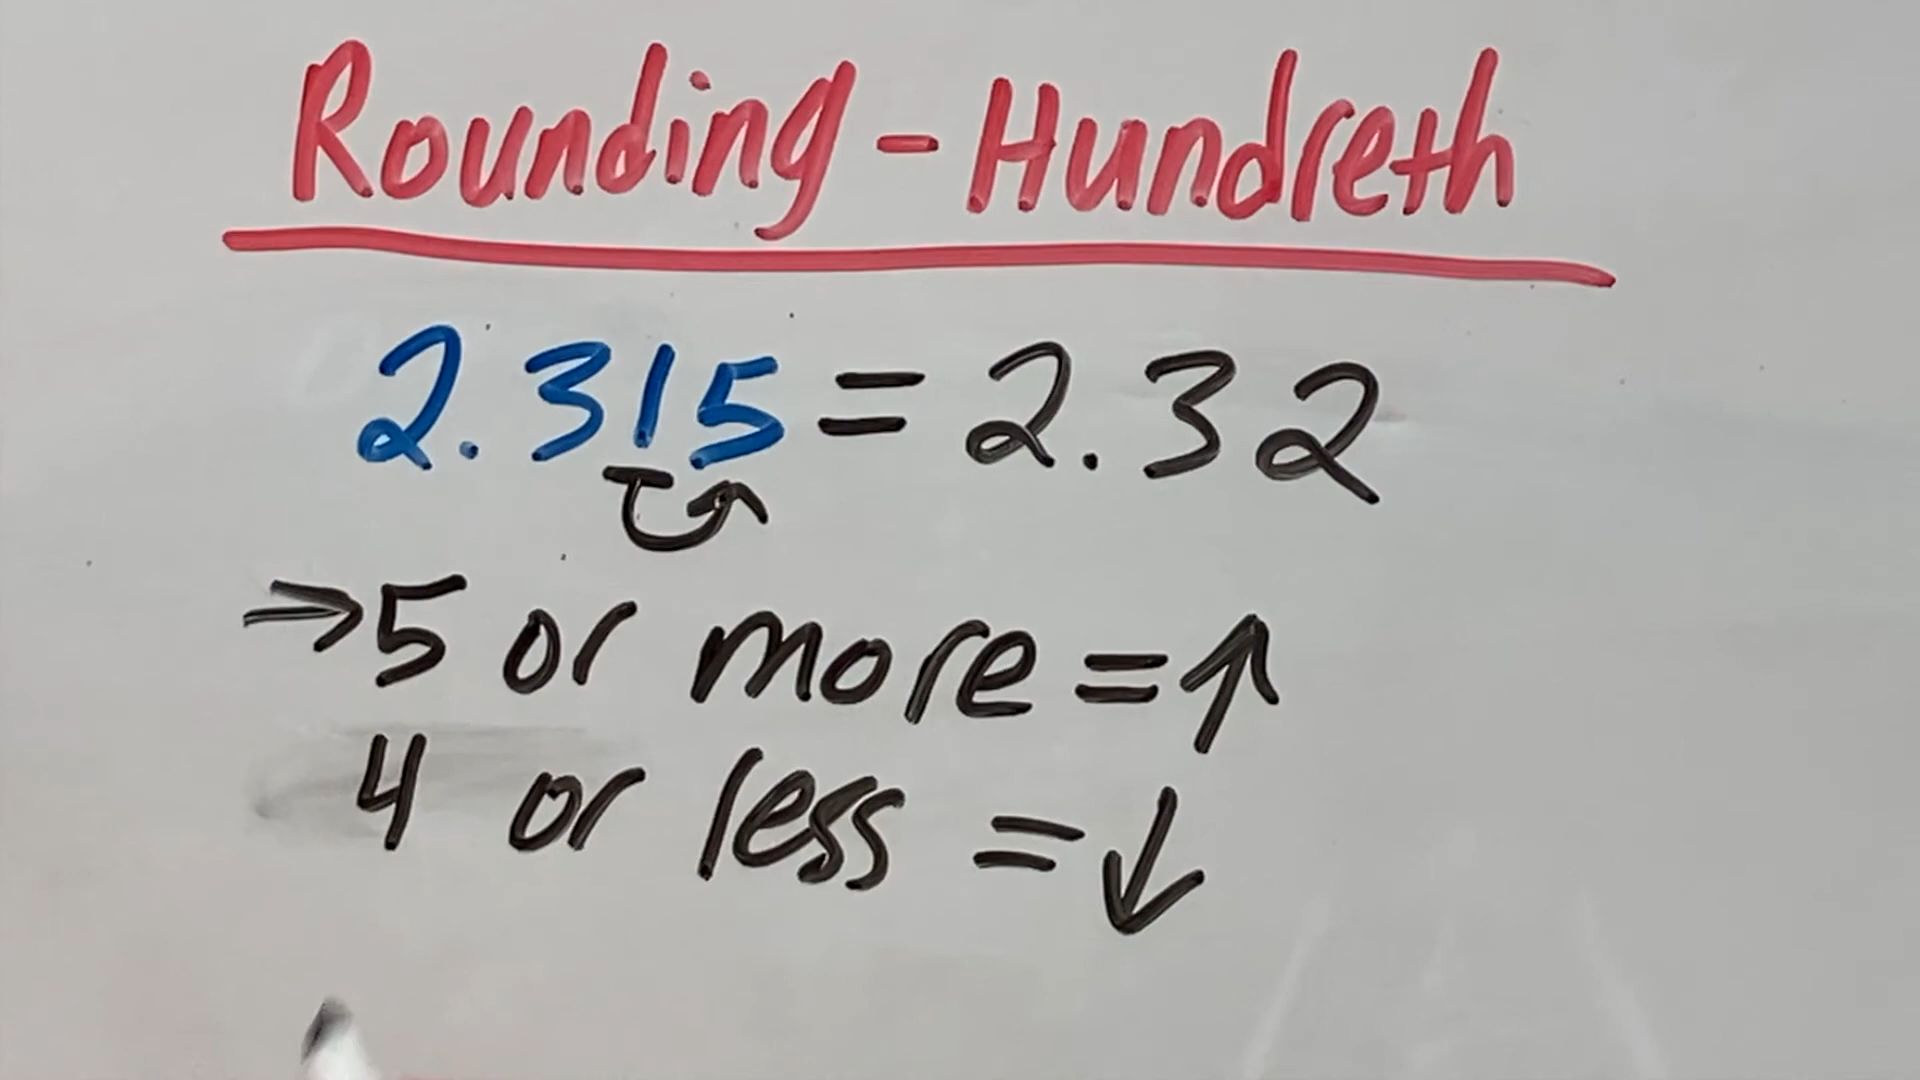 Rounding - Hundreth
2.315 = 2.32
→ 5 or more = ↑
4 or less = ↓